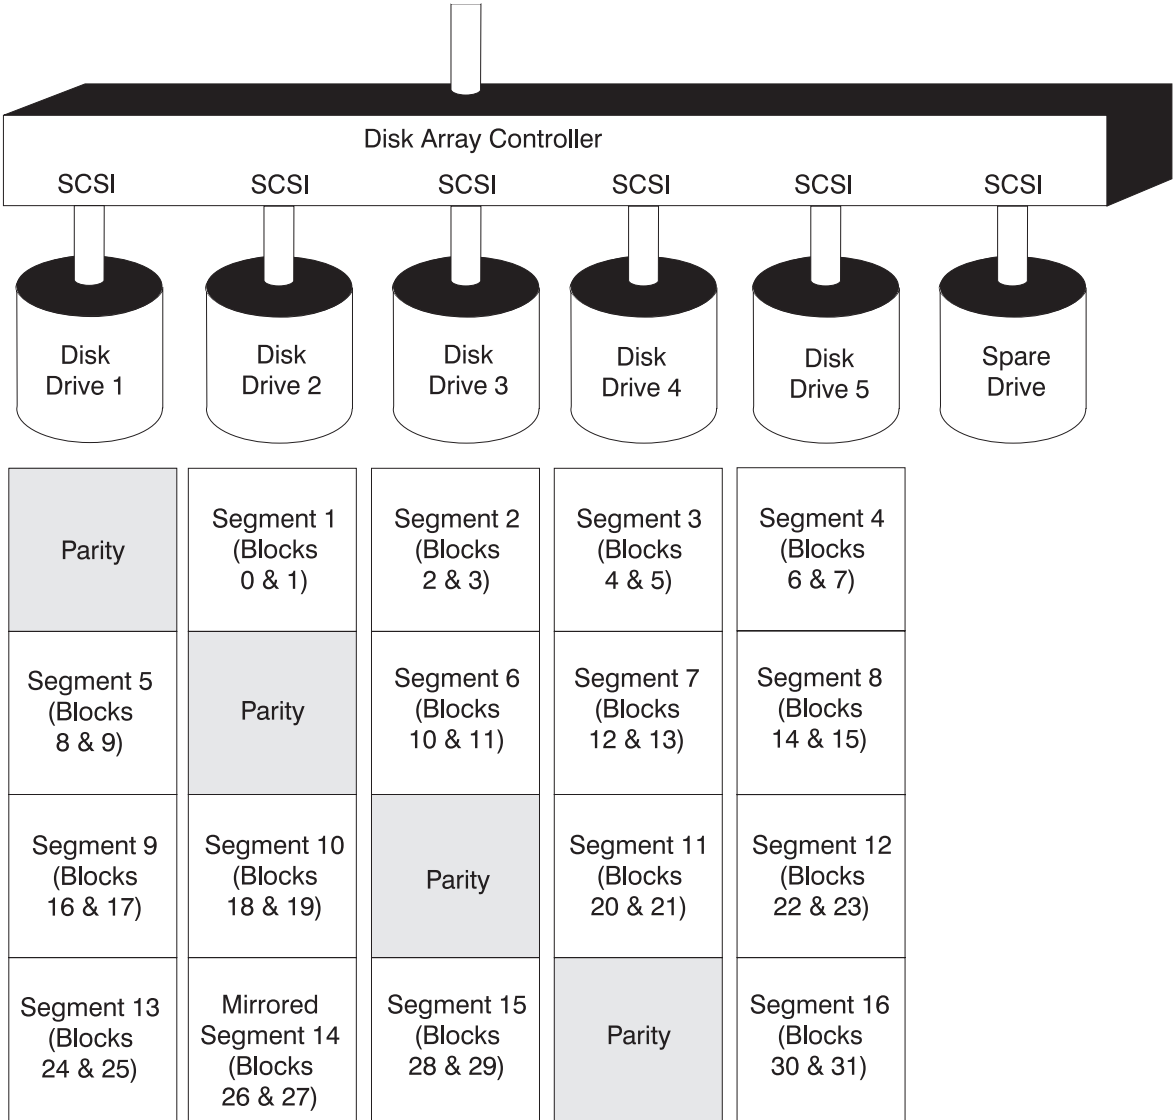 Disk Array Controller
SCSI SCSI SCSI SCSI SCSI SCSI
Disk
Drive 1
Disk
Drive 2
Disk
Drive 3
Disk
Drive 4
Disk
Drive 5
Spare
Drive
Parity
Segment 1
(Blocks
0 & 1)
Segment 2
(Blocks
2 & 3)
Segment 3
(Blocks
4 & 5)
Segment 4
(Blocks
6 & 7)
Segment 5
(Blocks
8 & 9)
Parity
Segment 6
(Blocks
10 & 11)
Segment 7
(Blocks
12 & 13)
Segment 8
(Blocks
14 & 15)
Segment 9
(Blocks
16 & 17)
Segment 10
(Blocks
18 & 19)
Parity
Segment 11
(Blocks
20 & 21)
Segment 12
(Blocks
22 & 23)
Segment 13
(Blocks
24 & 25)
Mirrored
Segment 14
(Blocks
26 & 27)
Segment 15
(Blocks
28 & 29)
Parity
Segment 16
(Blocks
30 & 31)